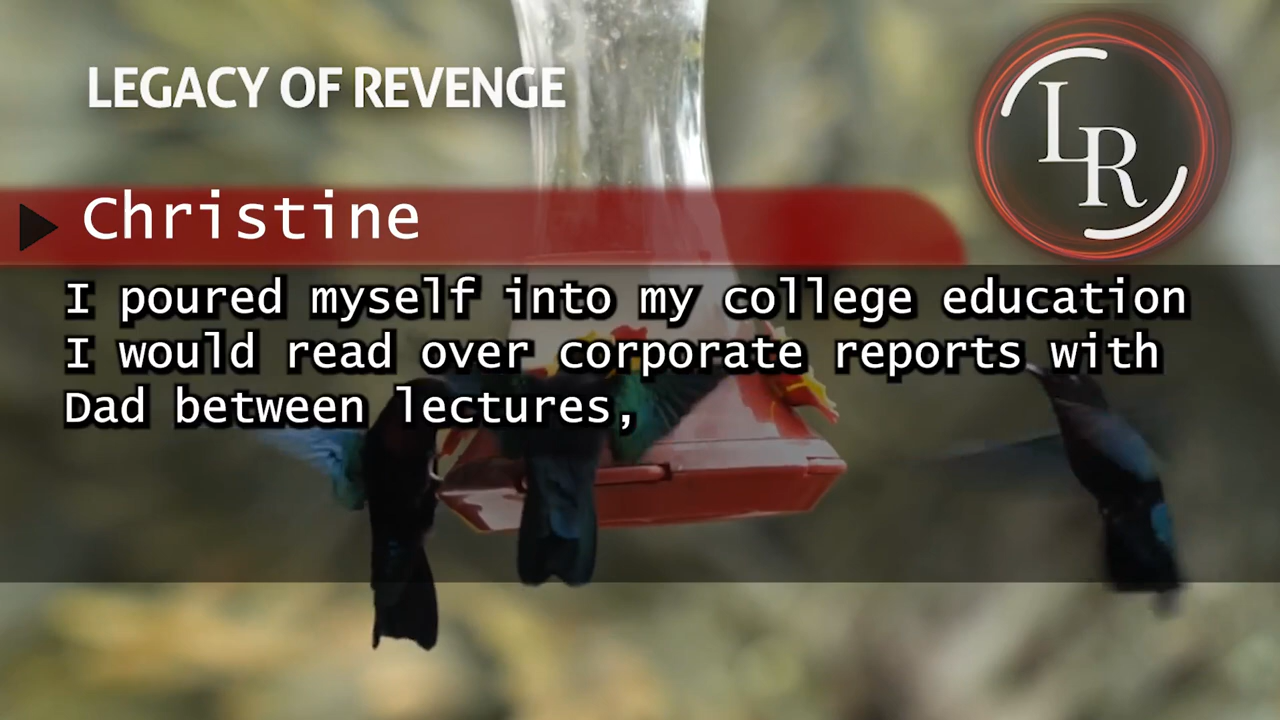 LEGACY OF REVENGE
LR
Christine
I poured myself into my college education
I would read over corporate reports with
Dad between lectures,